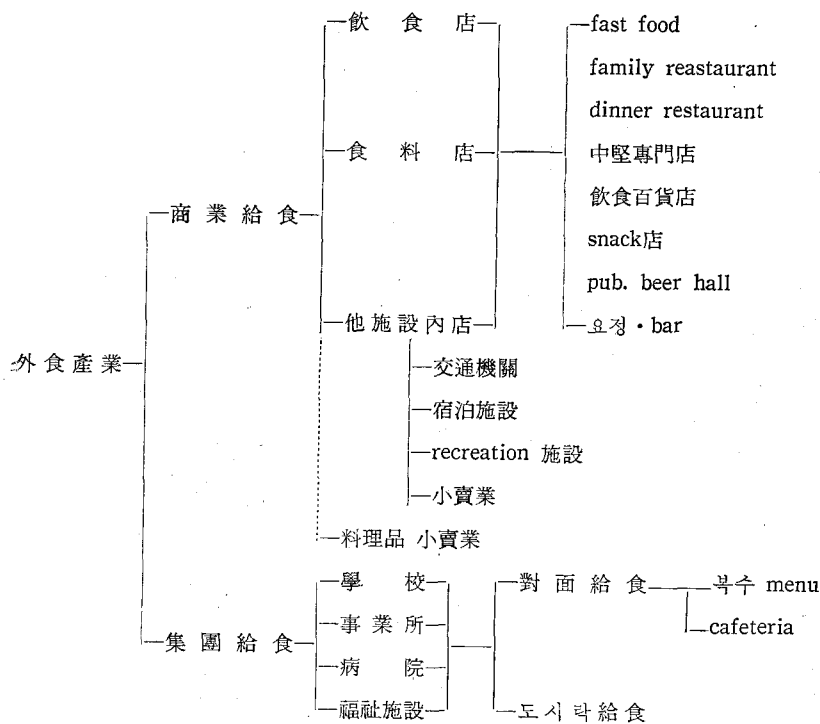 飮食店
fast food
family reastaurant
dinner restaurant
食料店
中堅專門店
飮食百貨店
商業給食
snack店
pub. beer hall
他施設內店
요정·bar
外食產業
交通機關
宿泊施設
recreation 施設
小賣業
料理品 小賣業
學校
對面給食
복수 menu
事業所
cafeteria
集團給食
病院
福祉施設
도시락給食